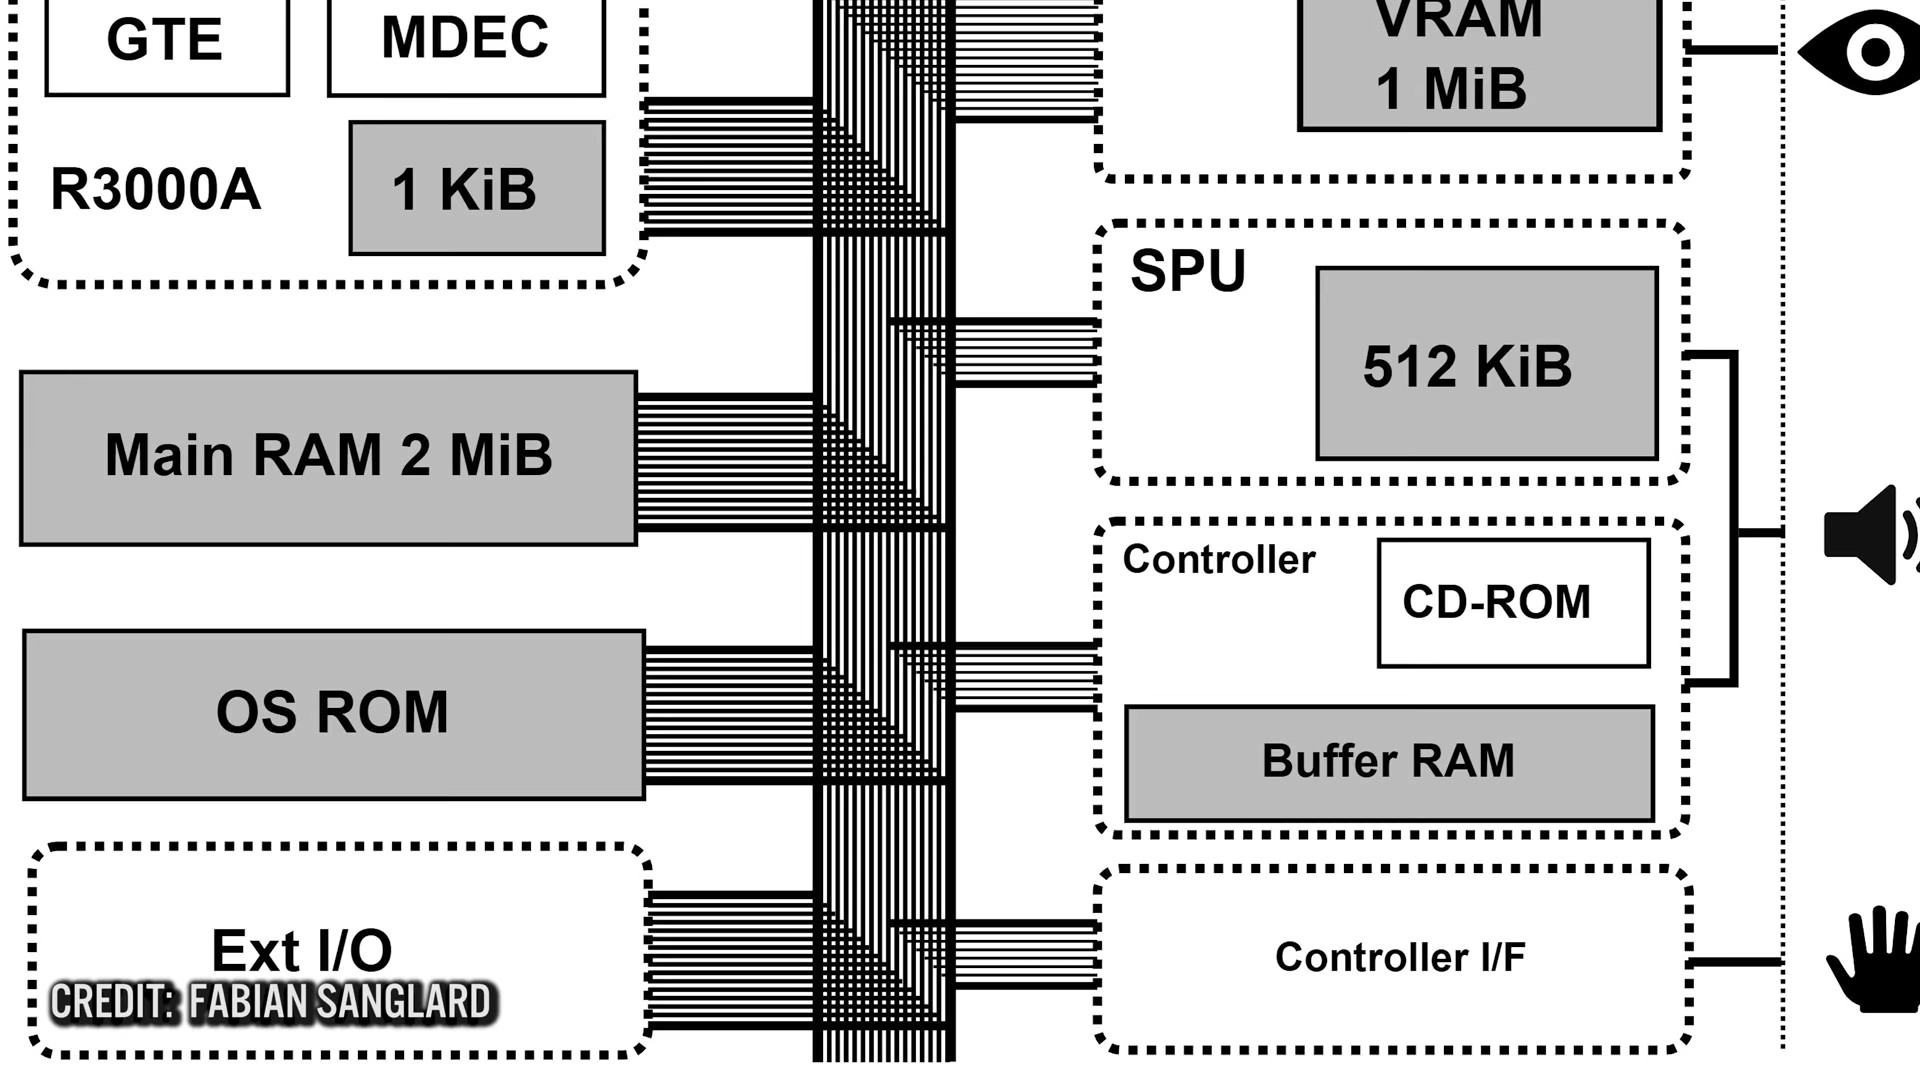 GTE
MDEC
R3000A
1 KiB
Main RAM 2 MiB
OS ROM
Ext I/O
CREDIT: FABIAN SANGLARD
VRAM
1 MiB
SPU
512 KiB
Controller
CD-ROM
Buffer RAM
Controller I/F